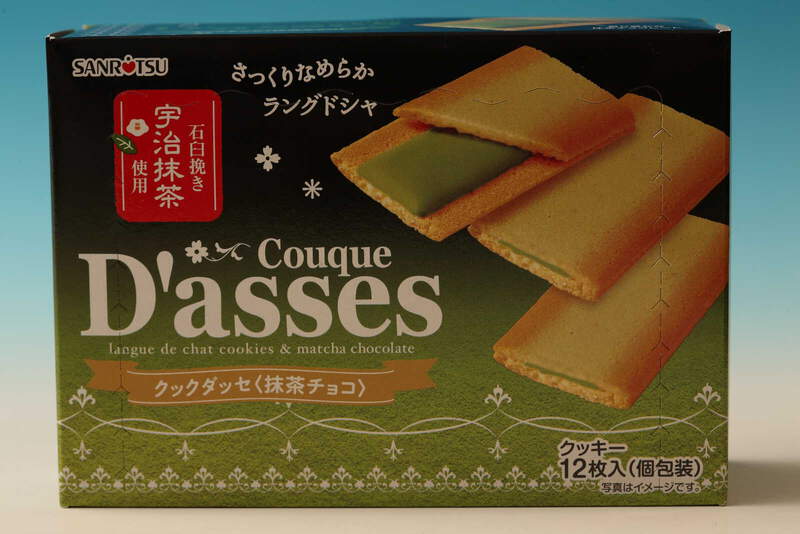 SANRITSU
さっくりなめらか
ラングドシャ
石臼挽き
宇治抹茶
使用
Couque
D'asses
langue de chat cookies & matcha chocolate
クックダッセ〈抹茶チョコ〉
クッキー
12枚入(個包装)
写真はイメージです。